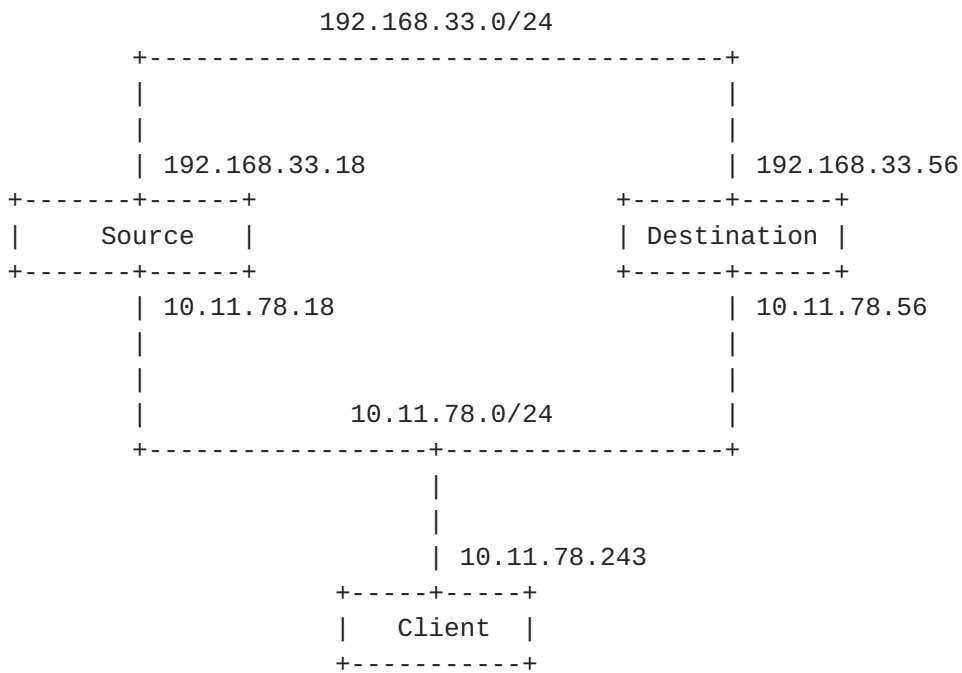 192.168.33.0/24
192.168.33.18
192.168.33.56
Source
Destination
10.11.78.18
10.11.78.56
10.11.78.0/24
10.11.78.243
Client